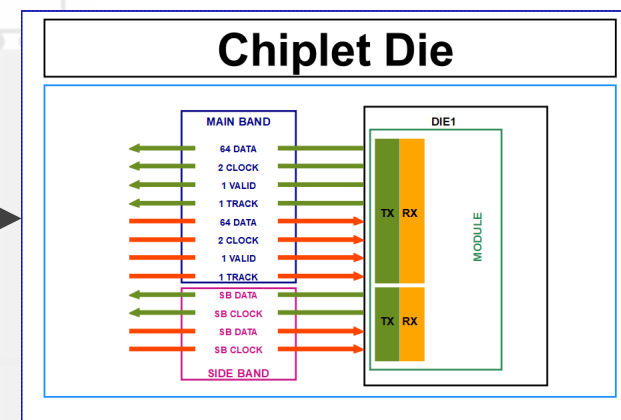 Chiplet Die
MAIN BAND
64 DATA
2 CLOCK
1 VALID
1 TRACK
64 DATA
2 CLOCK
1 VALID
1 TRACK
SB DATA
SB CLOCK
SB DATA
SB CLOCK
SIDE BAND
DIE1
TX RX
MODULE
TX RX